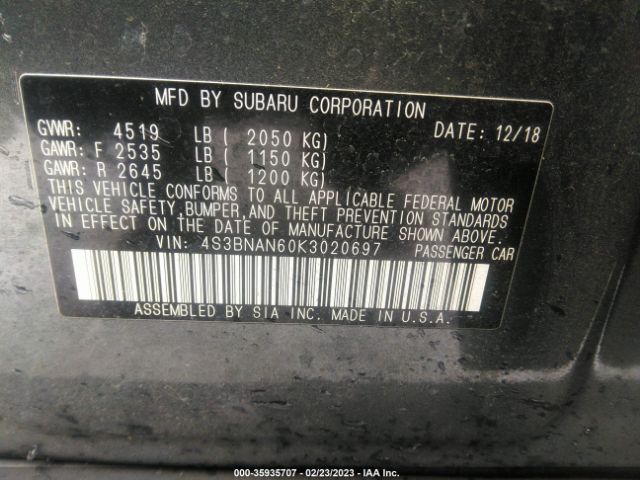 MFD BY SUBARU CORPORATION
GVWR: 4519 LB ( 2050 KG) DATE: 12/18
GAWR: F 2535 LB ( 1150 KG)
GAWR: R 2645 LB ( 1200 KG)
THIS VEHICLE CONFORMS TO ALL APPLICABLE FEDERAL MOTOR
VEHICLE SAFETY,BUMPER,AND THEFT PREVENTION STANDARDS
IN EFFECT ON THE DATE OF MANUFACTURE SHOWN ABOVE.
VIN: 4S3BNAN60K3020697 PASSENGER CAR
ASSEMBLED BY SIA INC. MADE IN U.S.A.
000-35935707 - 02/23/2023 - IAA Inc.